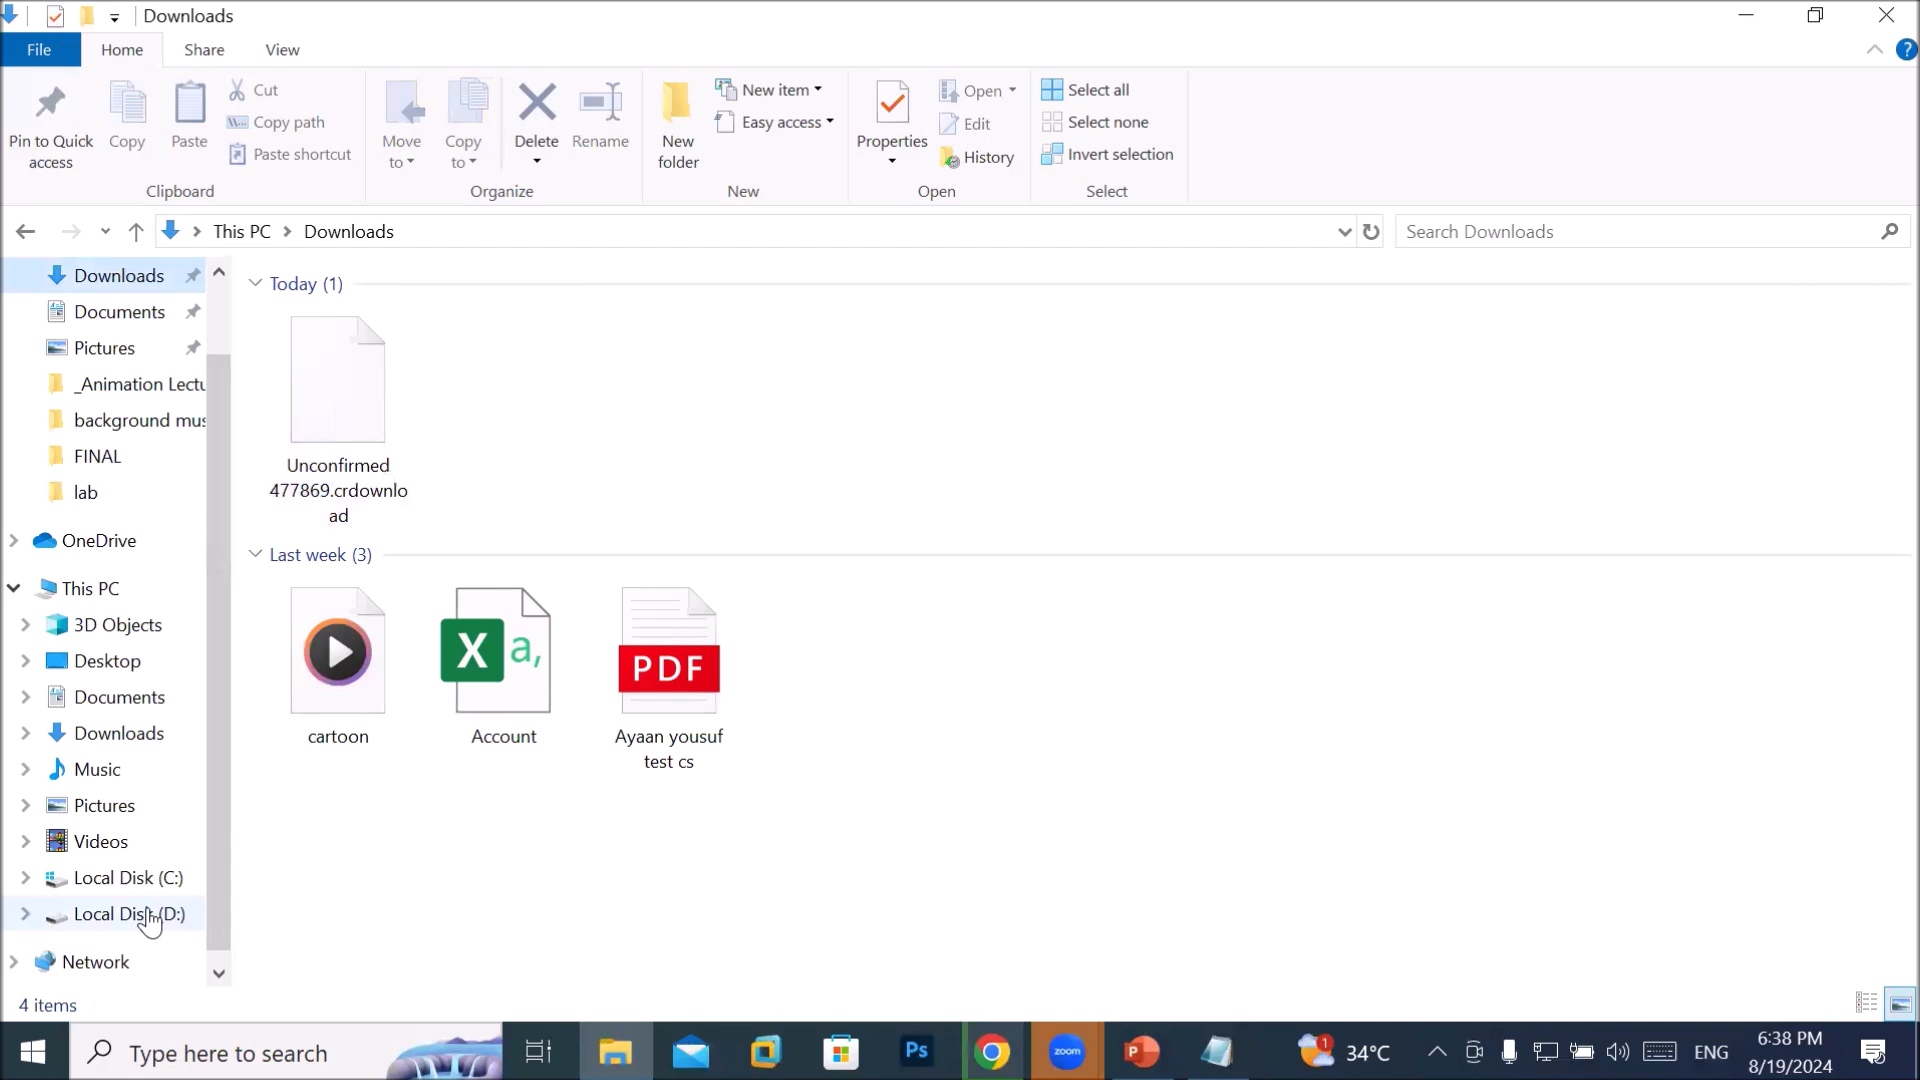 Downloads
File Home Share View
Pin to Quick access
Copy
Paste
Cut
Copy path
Paste shortcut
Clipboard
Move to
Copy to
Delete
Rename
Organize
New folder
New item
Easy access
New
Properties
Open
Edit
History
Open
Select all
Select none
Invert selection
Select
This PC > Downloads
Search Downloads
Downloads
Documents
Pictures
_Animation Lectu
background mus
FINAL
lab
OneDrive
This PC
3D Objects
Desktop
Documents
Downloads
Music
Pictures
Videos
Local Disk (C:)
Local Disk (D:)
Network
Today (1)
Unconfirmed
477869.crdownlo
ad
Last week (3)
X a,
PDF
cartoon
Account
Ayaan yousuf
test cs
4 items
Type here to search
Ps
zoom
P
1
34°C
ENG
6:38 PM
8/19/2024